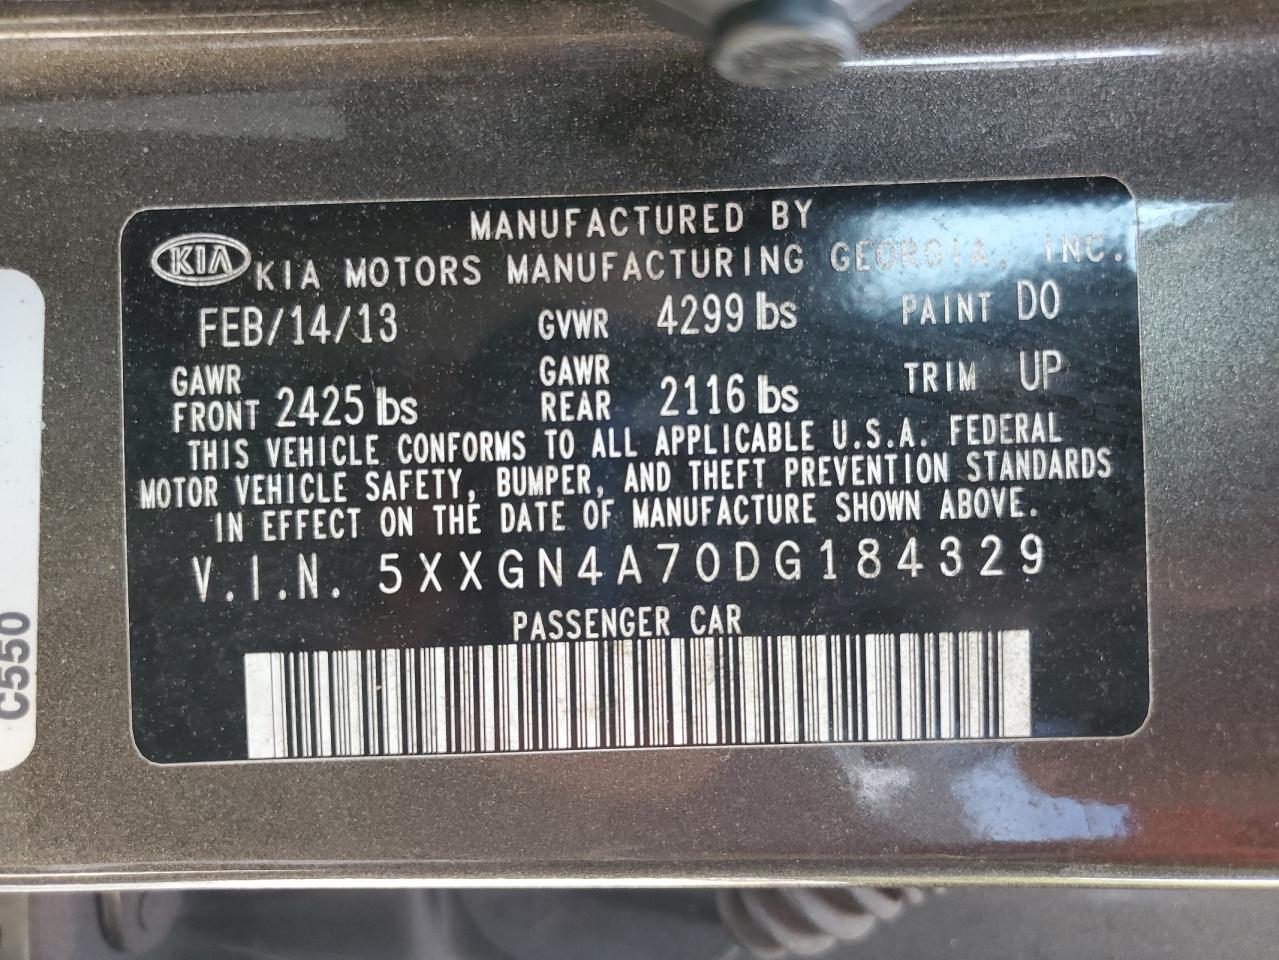 MANUFACTURED BY
KIA KIA MOTORS MANUFACTURING GEORGIA, INC.
FEB/14/13 GVWR 4299 lbs PAINT D0
GAWR FRONT 2425 lbs GAWR REAR 2116 lbs TRIM UP
THIS VEHICLE CONFORMS TO ALL APPLICABLE U.S.A. FEDERAL
MOTOR VEHICLE SAFETY, BUMPER, AND THEFT PREVENTION STANDARDS
IN EFFECT ON THE DATE OF MANUFACTURE SHOWN ABOVE.
V.I.N. 5XXGN4A70DG184329
PASSENGER CAR
C550